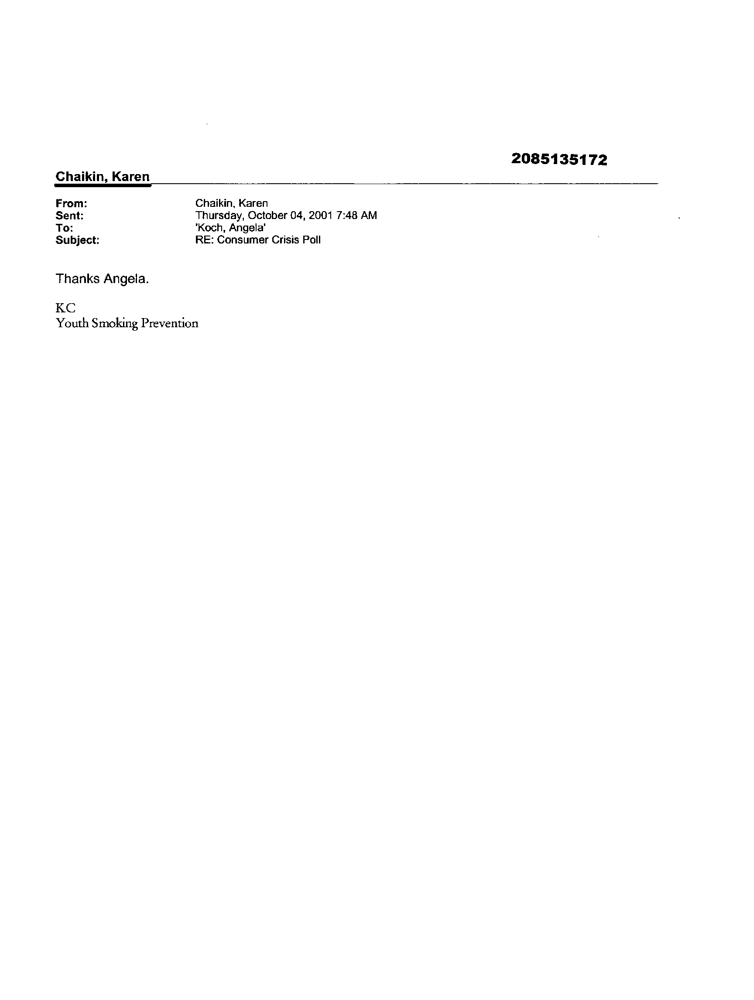 2085135172
Chaikin, Karen
From: Chaikin, Karen
Sent: Thursday, October 04, 2001 7:48 AM
To: 'Koch, Angela'
Subject: RE: Consumer Crisis Poll
Thanks Angela.
KC
Youth Smoking Prevention